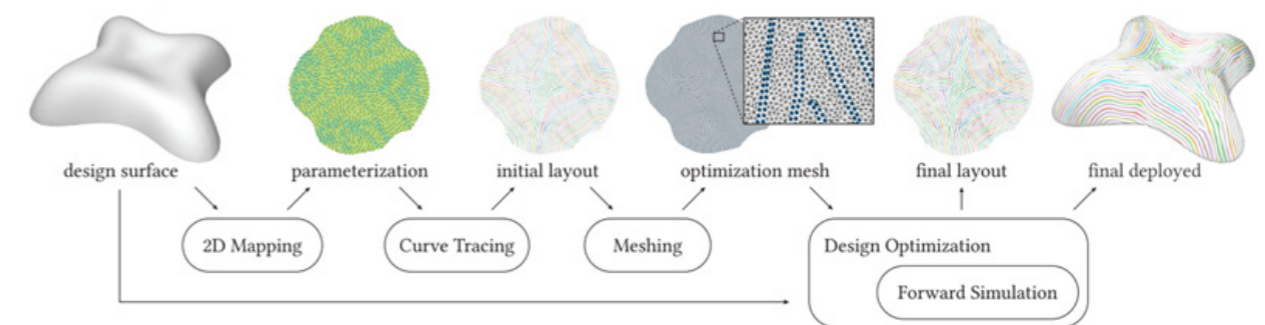 design surface
parameterization
initial layout
optimization mesh
final layout
final deployed
2D Mapping
Curve Tracing
Meshing
Design Optimization
Forward Simulation